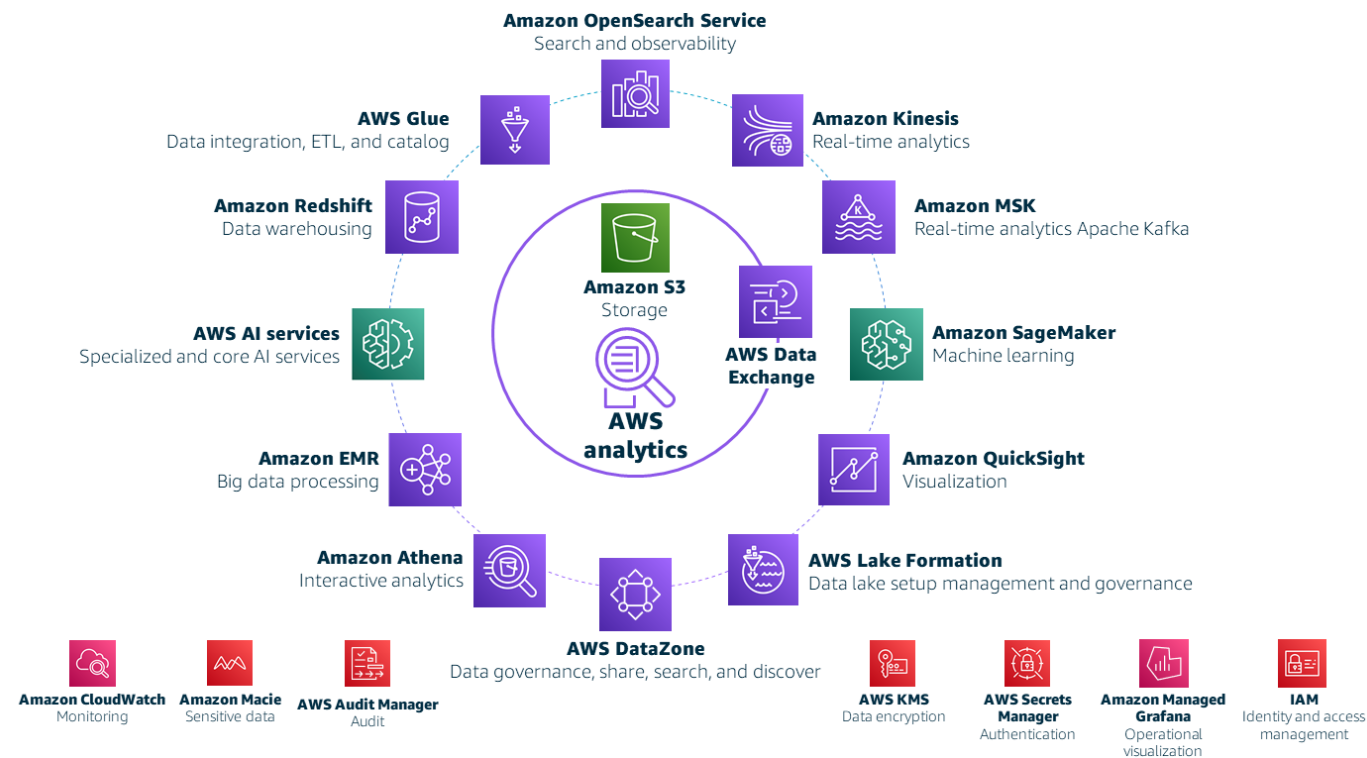 Amazon OpenSearch Service
Search and observability
AWS Glue
Data integration, ETL, and catalog
Amazon Kinesis
Real-time analytics
Amazon Redshift
Data warehousing
Amazon MSK
Real-time analytics Apache Kafka
K
Amazon S3
Storage
AWS Data
Exchange
AWS AI services
Specialized and core AI services
Amazon SageMaker
Machine learning
AWS
analytics
Amazon EMR
Big data processing
Amazon QuickSight
Visualization
Amazon Athena
Interactive analytics
AWS Lake Formation
Data lake setup management and governance
AWS DataZone
Data governance, share, search, and discover
Amazon CloudWatch
Monitoring
Amazon Macie
Sensitive data
AWS Audit Manager
Audit
AWS KMS
Data encryption
AWS Secrets
Manager
Authentication
Amazon Managed
Grafana
Operational
visualization
IAM
Identity and access
management